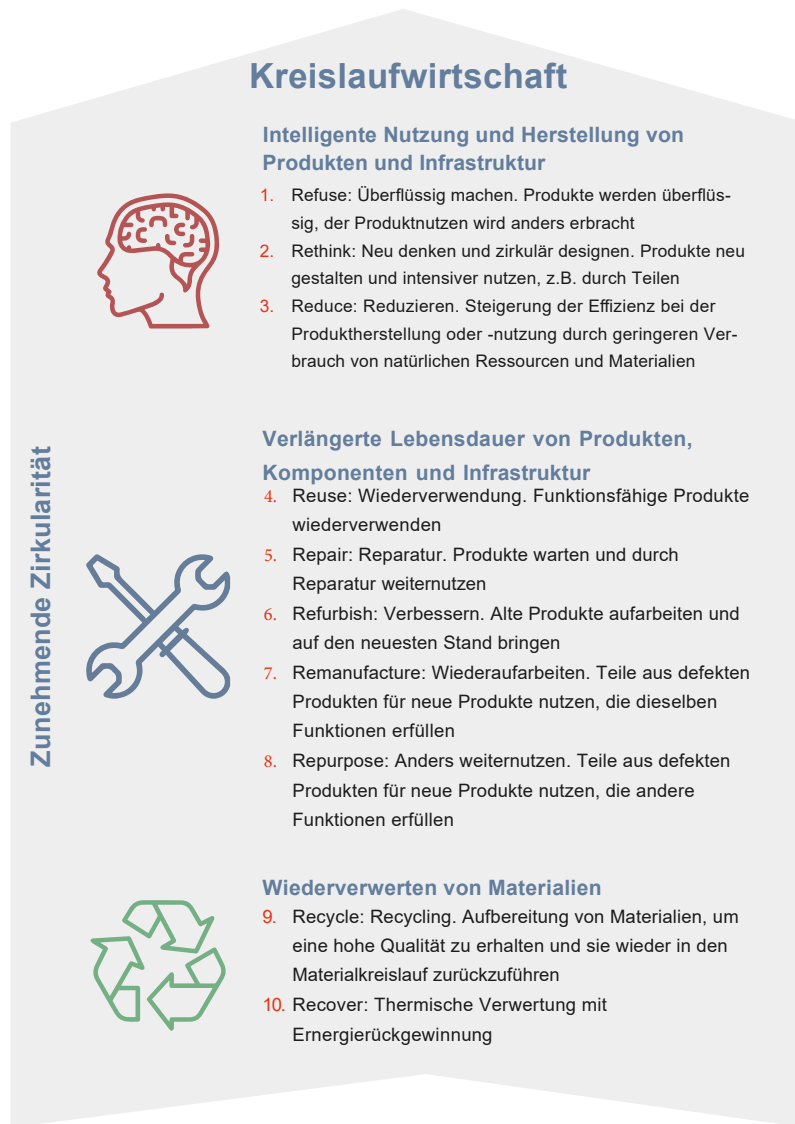 Kreislaufwirtschaft
Intelligente Nutzung und Herstellung von
Produkten und Infrastruktur
1. Refuse: Überflüssig machen. Produkte werden überflüs-
sig, der Produktnutzen wird anders erbracht
2. Rethink: Neu denken und zirkulär designen. Produkte neu
gestalten und intensiver nutzen, z.B. durch Teilen
3. Reduce: Reduzieren. Steigerung der Effizienz bei der
Produktherstellung oder -nutzung durch geringeren Ver-
brauch von natürlichen Ressourcen und Materialien
Zunehmende Zirkularität
Verlängerte Lebensdauer von Produkten,
Komponenten und Infrastruktur
4. Reuse: Wiederverwendung. Funktionsfähige Produkte
wiederverwenden
5. Repair: Reparatur. Produkte warten und durch
Reparatur weiternutzen
6. Refurbish: Verbessern. Alte Produkte aufarbeiten und
auf den neuesten Stand bringen
7. Remanufacture: Wiederaufarbeiten. Teile aus defekten
Produkten für neue Produkte nutzen, die dieselben
Funktionen erfüllen
8. Repurpose: Anders weiternutzen. Teile aus defekten
Produkten für neue Produkte nutzen, die andere
Funktionen erfüllen
Wiederverwerten von Materialien
9. Recycle: Recycling. Aufbereitung von Materialien, um
eine hohe Qualität zu erhalten und sie wieder in den
Materialkreislauf zurückzuführen
10. Recover: Thermische Verwertung mit
Ernergierückgewinnung